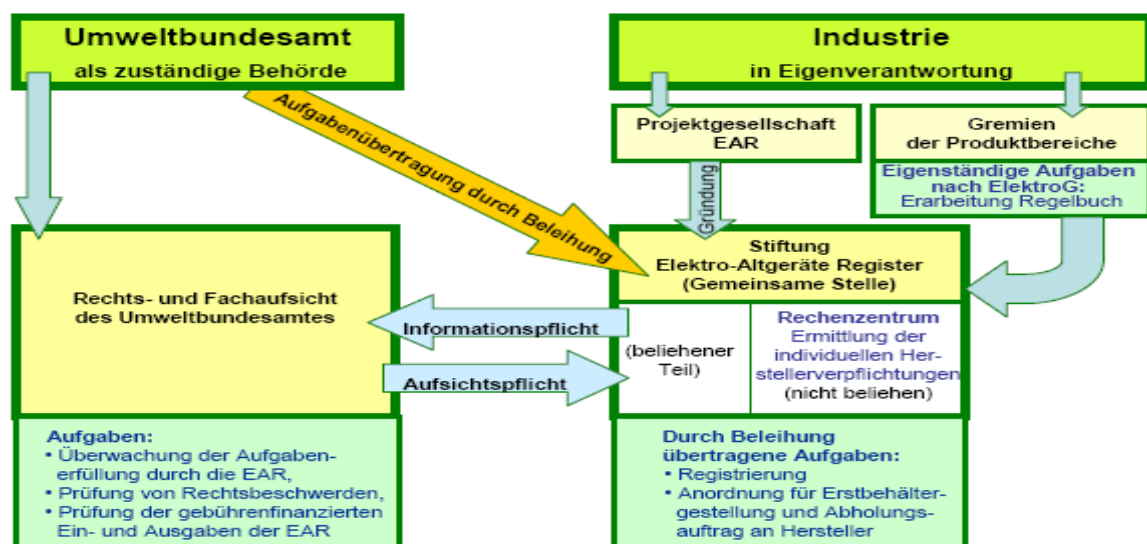 Umweltbundesamt
als zuständige Behörde
Industrie
in Eigenverantwortung
Aufgabenübertragung durch Beleihung
Projektgesellschaft
EAR
Gremien
der Produktbereiche
Eigenständige Aufgaben
nach ElektroG:
Erarbeitung Regelbuch
Gründung
Stiftung
Elektro-Altgeräte Register
(Gemeinsame Stelle)
Rechts- und Fachaufsicht
des Umweltbundesamtes
Informationspflicht
Aufsichtspflicht
(beliehener
Teil)
Rechenzentrum
Ermittlung der
individuellen Her-
stellerverpflichtungen
(nicht beliehen)
Aufgaben:
• Überwachung der Aufgaben-
erfüllung durch die EAR,
• Prüfung von Rechtsbeschwerden,
• Prüfung der gebührenfinanzierten
Ein- und Ausgaben der EAR
Durch Beleihung
übertragene Aufgaben:
• Registrierung
• Anordnung für Erstbehälter-
gestellung und Abholungs-
auftrag an Hersteller